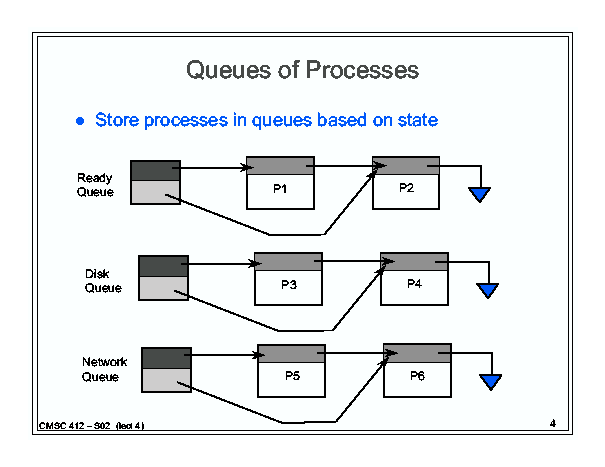 Queues of Processes
● Store processes in queues based on state
Ready
Queue
P1
P2
Disk
Queue
P3
P4
Network
Queue
P5
P6
CMSC 412 – S02 (lect 4)
4